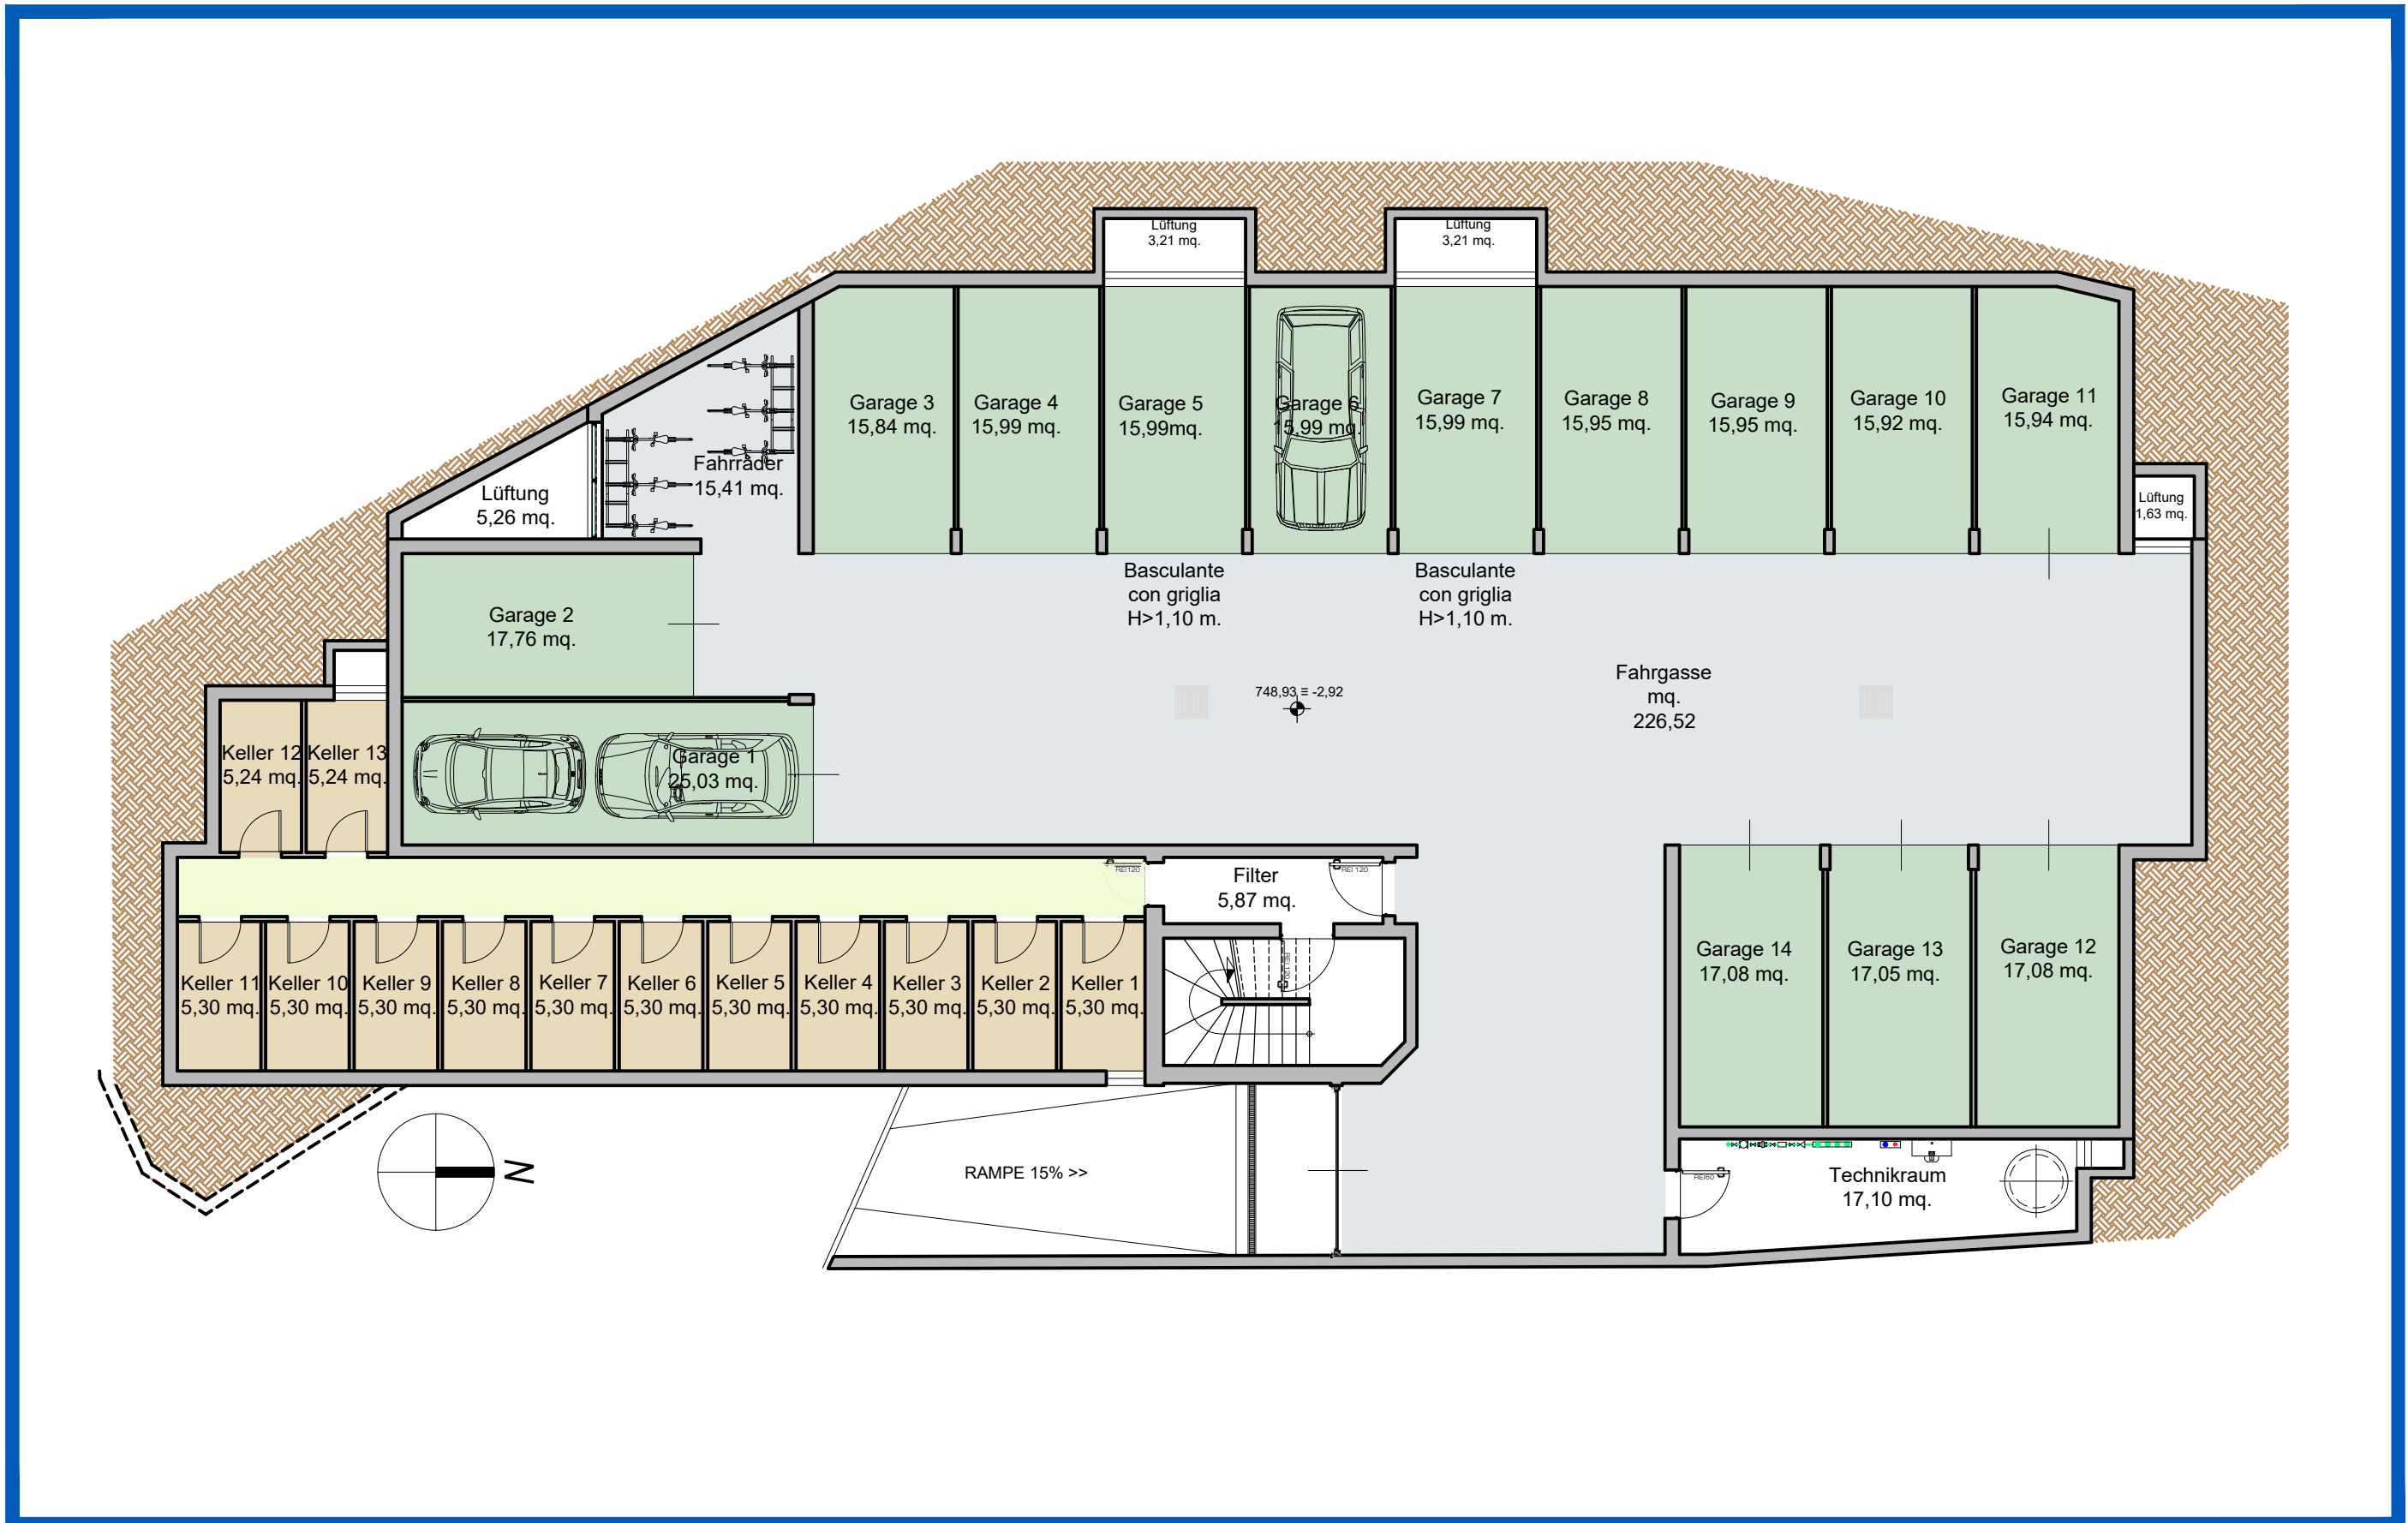 Lüftung
3,21 mq.
Lüftung
3,21 mq.
Garage 3
15,84 mq.
Garage 4
15,99 mq.
Garage 5
15,99mq.
Garage 6
15,99 mq.
Garage 7
15,99 mq.
Garage 8
15,95 mq.
Garage 9
15,95 mq.
Garage 10
15,92 mq.
Garage 11
15,94 mq.
Fahrräder
15,41 mq.
Lüftung
5,26 mq.
Lüftung
1,63 mq.
Basculante
con griglia
H>1,10 m.
Basculante
con griglia
H>1,10 m.
Garage 2
17,76 mq.
Fahrgasse
mq.
226,52
748,93 = -2,92
Keller 12
5,24 mq.
Keller 13
5,24 mq.
Garage 1
25,03 mq.
REI120
Filter
5,87 mq.
REI 120
REI 120
Keller 11
5,30 mq.
Keller 10
5,30 mq.
Keller 9
5,30 mq.
Keller 8
5,30 mq.
Keller 7
5,30 mq.
Keller 6
5,30 mq.
Keller 5
5,30 mq.
Keller 4
5,30 mq.
Keller 3
5,30 mq.
Keller 2
5,30 mq.
Keller 1
5,30 mq.
Garage 14
17,08 mq.
Garage 13
17,05 mq.
Garage 12
17,08 mq.
N
RAMPE 15% >>
REI60
Technikraum
17,10 mq.